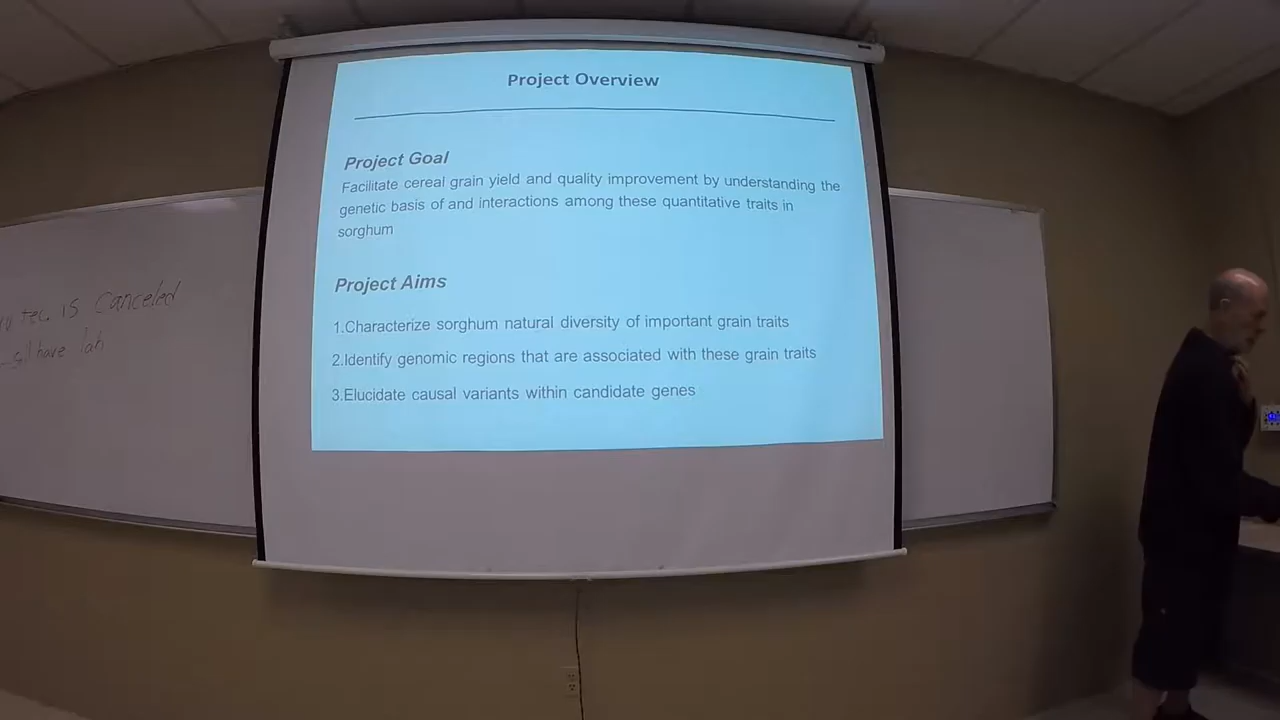 Project Overview
Project Goal
Facilitate cereal grain yield and quality improvement by understanding the
genetic basis of and interactions among these quantitative traits in
sorghum
Project Aims
1.Characterize sorghum natural diversity of important grain traits
2.Identify genomic regions that are associated with these grain traits
3.Elucidate causal variants within candidate genes
is canceled
have lab